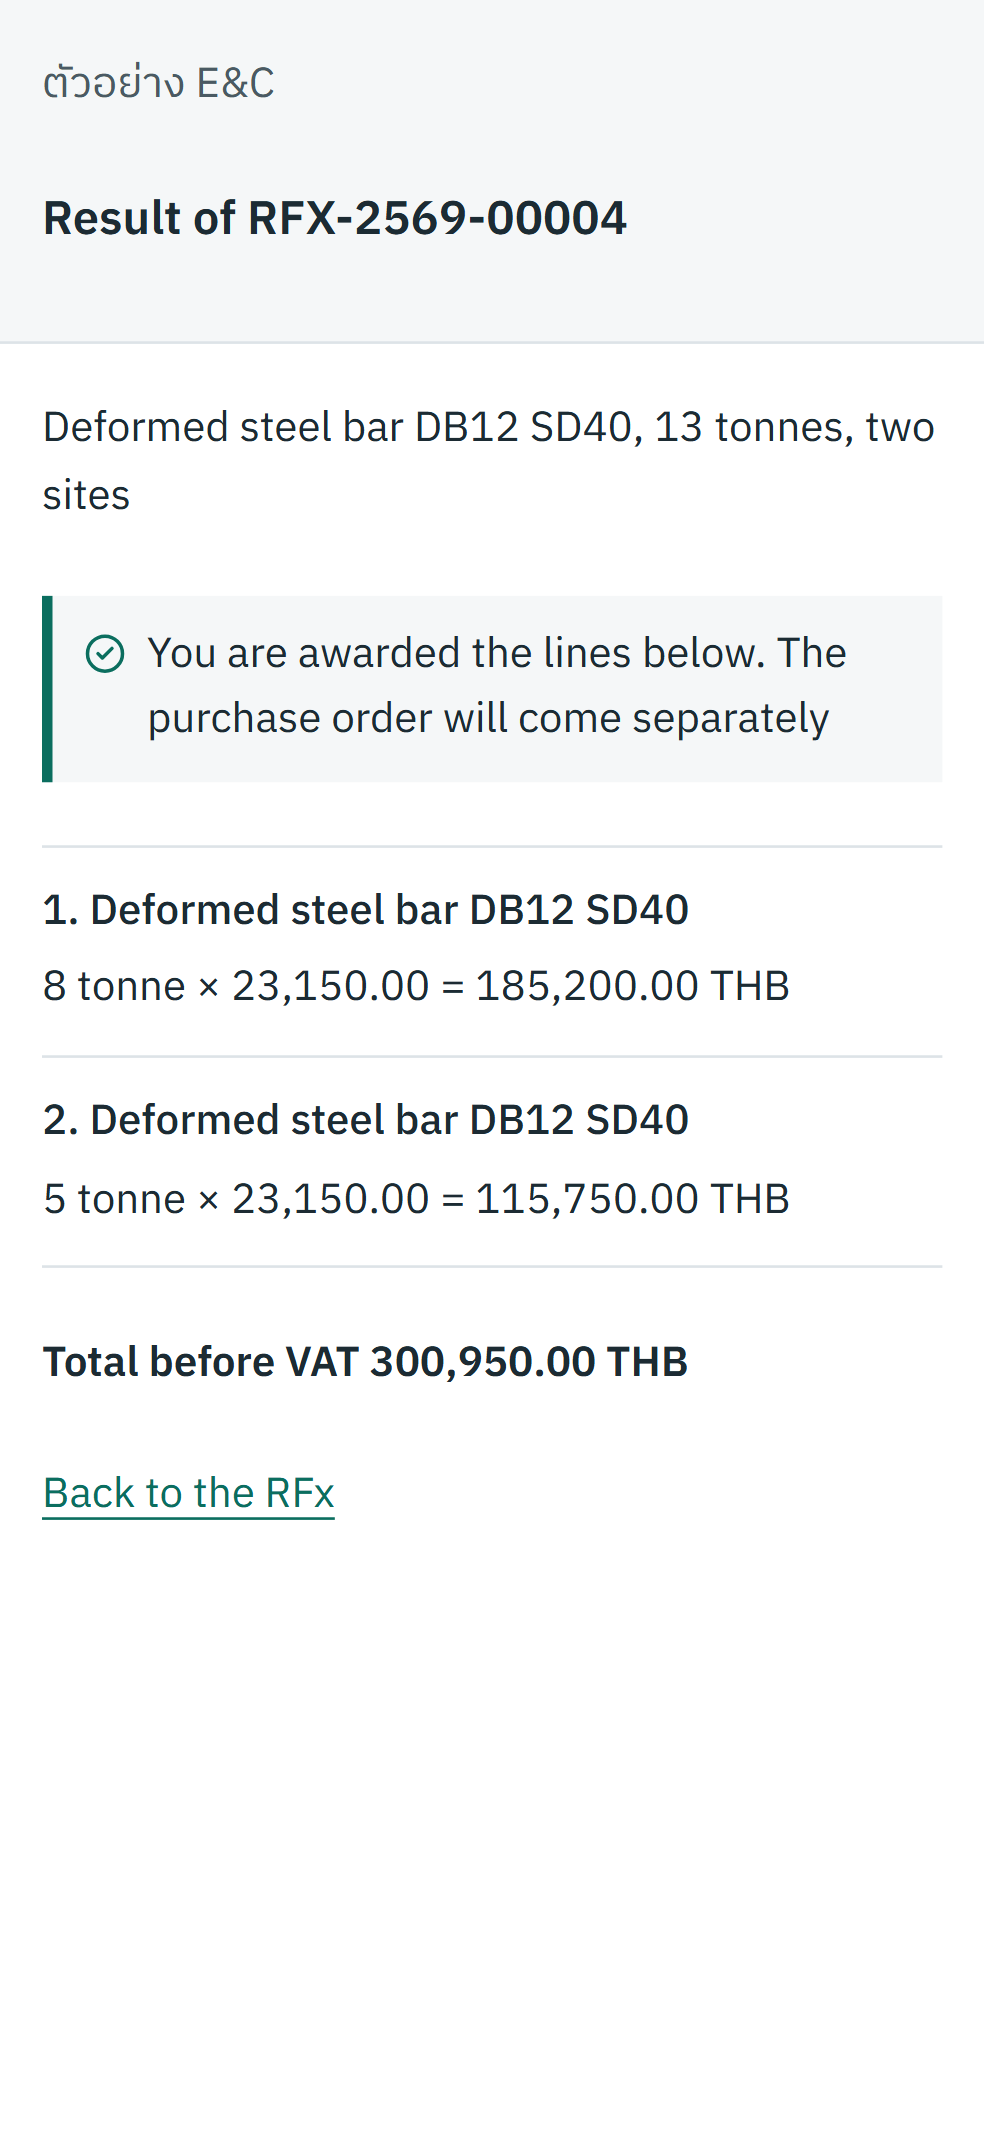 ตัวอย่าง E&C
Result of RFX-2569-00004
Deformed steel bar DB12 SD40, 13 tonnes, two
sites
You are awarded the lines below. The
purchase order will come separately
1. Deformed steel bar DB12 SD40
8 tonne × 23,150.00 = 185,200.00 THB
2. Deformed steel bar DB12 SD40
5 tonne × 23,150.00 = 115,750.00 THB
Total before VAT 300,950.00 THB
Back to the RFx